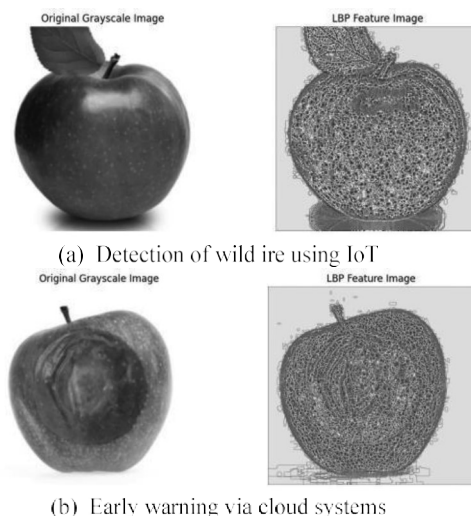 Original Grayscale Image
LBP Feature Image
(a) Detection of wild ire using IoT
Original Grayscale Image
LBP Feature Image
(b) Early warning via cloud systems